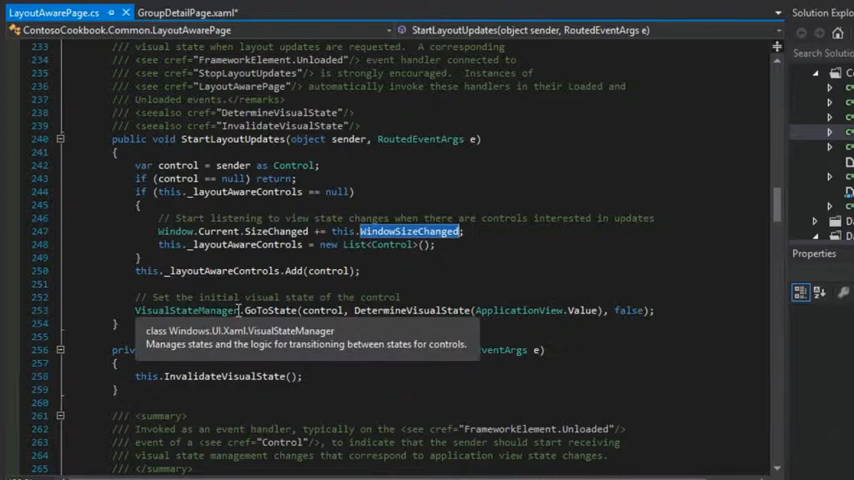 LayoutAwarePage.cs
GroupDetailPage.xaml*
Solution Explo
ContosoCookbook.Common.LayoutAwarePage
StartLayoutUpdates(object sender, RoutedEventArgs e)
Search Solution
233 /// visual state when layout updates are requested.  A corresponding
234 /// <see cref="FrameworkElement.Unloaded"/> event handler connected to
235 /// <see cref="StopLayoutUpdates"/> is strongly encouraged.  Instances of
236 /// <see cref="LayoutAwarePage"/> automatically invoke these handlers in their Loaded and
237 /// Unloaded events.</remarks>
238 /// <seealso cref="DetermineVisualState"/>
239 /// <seealso cref="InvalidateVisualState"/>
240 public void StartLayoutUpdates(object sender, RoutedEventArgs e)
241 {
242 var control = sender as Control;
243 if (control == null) return;
244 if (this._layoutAwareControls == null)
245 {
246 // Start listening to view state changes when there are controls interested in updates
247 Window.Current.SizeChanged += this.WindowSizeChanged;
248 this._layoutAwareControls = new List<Control>();
249 }
250 this._layoutAwareControls.Add(control);
251
252 // Set the initial visual state of the control
253 VisualStateManager.GoToState(control, DetermineVisualState(ApplicationView.Value), false);
254 }
255
class Windows.UI.Xaml.VisualStateManager
Manages states and the logic for transitioning between states for controls.
256 pri EventArgs e)
257 {
258 this.InvalidateVisualState();
259 }
260
261 /// <summary>
262 /// Invoked as an event handler, typically on the <see cref="FrameworkElement.Unloaded"/>
263 /// event of a <see cref="Control"/>, to indicate that the sender should start receiving
264 /// visual state management changes that correspond to application view state changes.
265 /// </summary>
Properties